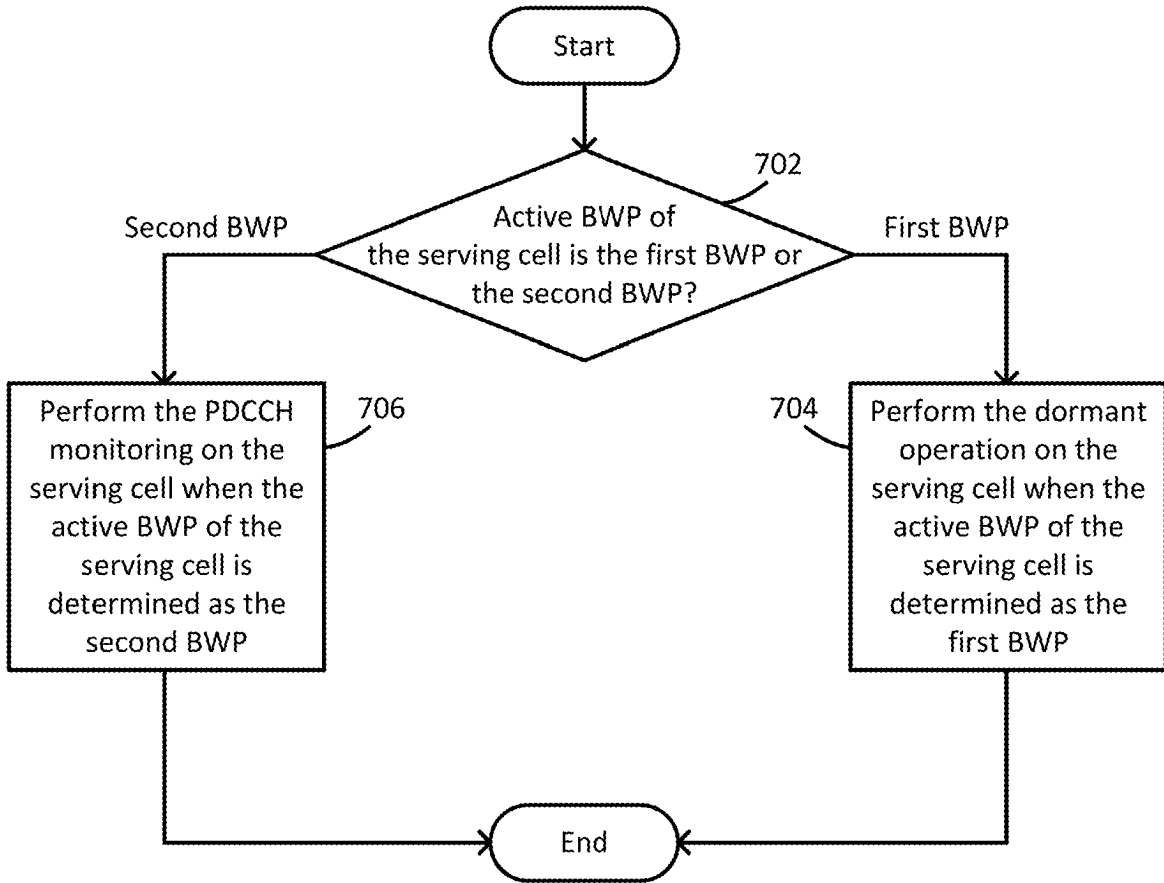 Start
702
Active BWP of
the serving cell is the first BWP or
the second BWP?
Second BWP
First BWP
Perform the PDCCH
monitoring on the
serving cell when the
active BWP of the
serving cell is
determined as the
second BWP
706
704
Perform the dormant
operation on the
serving cell when the
active BWP of the
serving cell is
determined as the
first BWP
End